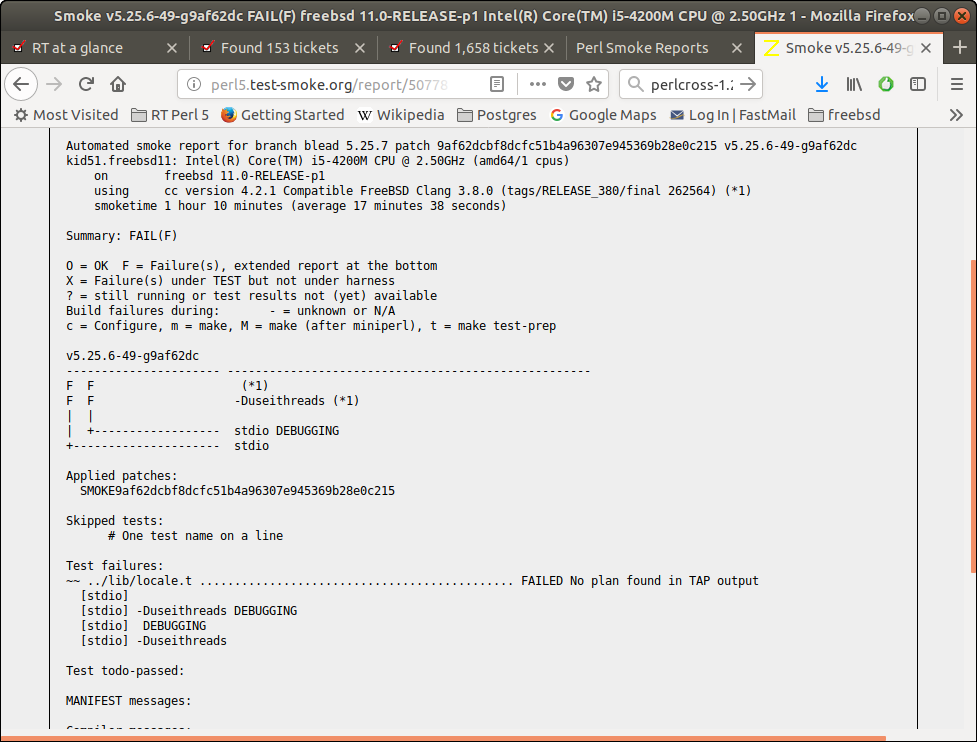 Smoke v5.25.6-49-g9af62dc FAIL(F) freebsd 11.0-RELEASE-p1 Intel(R) Core(TM) i5-4200M CPU @ 2.50GHz 1 - Mozilla Firefox
RT at a glance
Found 153 tickets
Found 1,658 tickets
Perl Smoke Reports
Smoke v5.25.6-49-g
perl5.test-smoke.org/report/50778
perlcross-1.2
Most Visited
RT Perl 5
Getting Started
W Wikipedia
Postgres
G Google Maps
Log In | FastMail
freebsd
Automated smoke report for branch blead 5.25.7 patch 9af62dcbf8dcfc51b4a96307e945369b28e0c215 v5.25.6-49-g9af62dc
kid51.freebsd11: Intel(R) Core(TM) i5-4200M CPU @ 2.50GHz (amd64/1 cpus)
    on        freebsd 11.0-RELEASE-p1
    using     cc version 4.2.1 Compatible FreeBSD Clang 3.8.0 (tags/RELEASE_380/final 262564) (*1)
    smoketime 1 hour 10 minutes (average 17 minutes 38 seconds)
Summary: FAIL(F)
O = OK  F = Failure(s), extended report at the bottom
X = Failure(s) under TEST but not under harness
? = still running or test results not (yet) available
Build failures during:       - = unknown or N/A
c = Configure, m = make, M = make (after miniperl), t = make test-prep
v5.25.6-49-g9af62dc
---------------------- ----------------------------------------------------
F  F                     (*1)
F  F                    -Duseithreads (*1)
|  |
|  +------------------  stdio DEBUGGING
+---------------------  stdio
Applied patches:
  SMOKE9af62dcbf8dcfc51b4a96307e945369b28e0c215
Skipped tests:
      # One test name on a line
Test failures:
~~ ../lib/locale.t ............................................. FAILED No plan found in TAP output
  [stdio]
  [stdio] -Duseithreads DEBUGGING
  [stdio]  DEBUGGING
  [stdio] -Duseithreads
Test todo-passed:
MANIFEST messages: